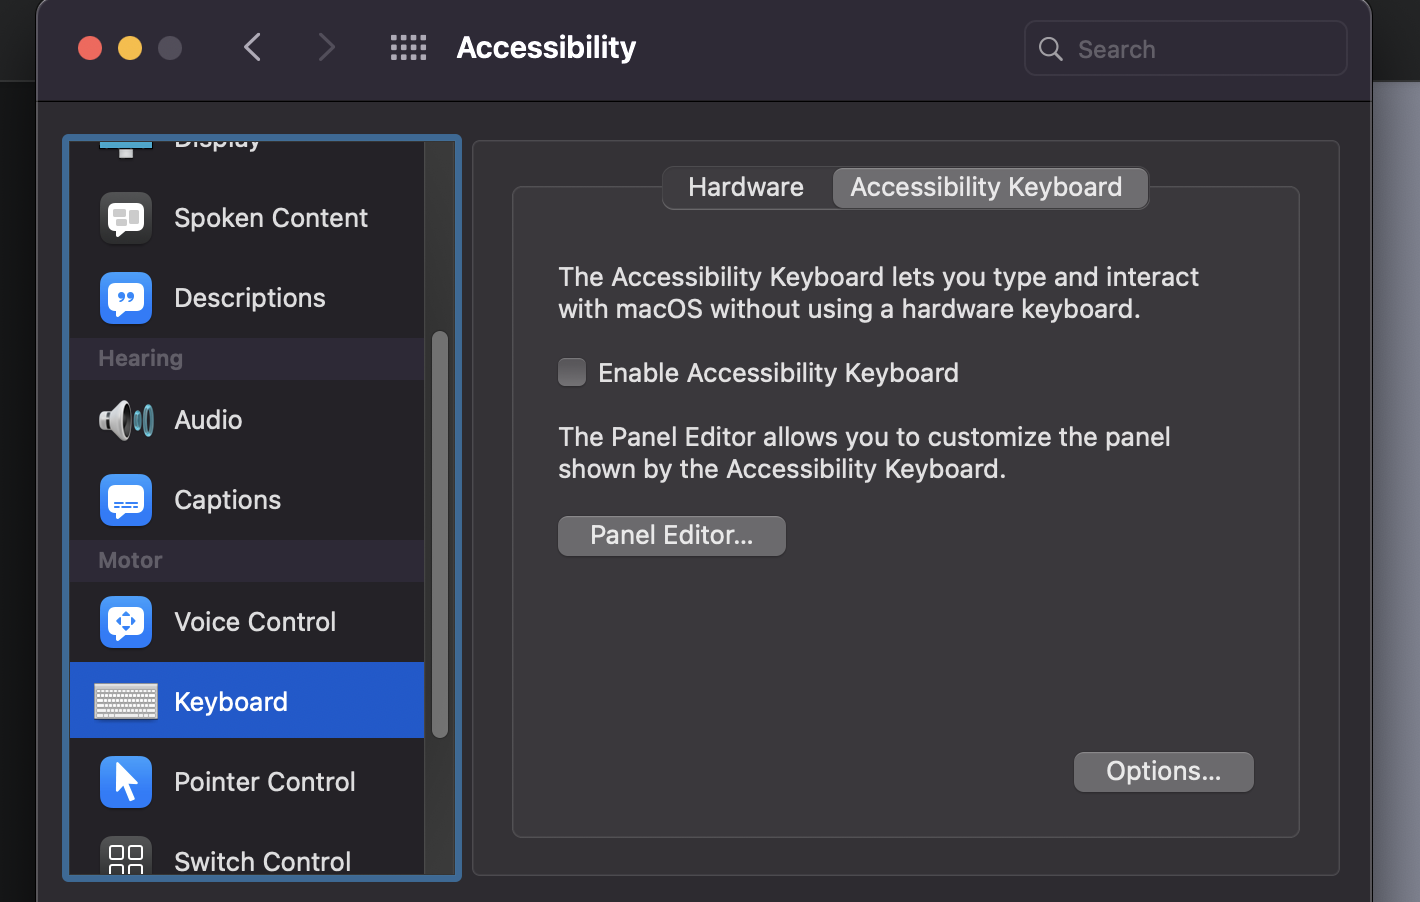 Accessibility
Search
Display
Spoken Content
Descriptions
Hearing
Audio
Captions
Motor
Voice Control
Keyboard
Pointer Control
Switch Control
Hardware
Accessibility Keyboard
The Accessibility Keyboard lets you type and interact
with macOS without using a hardware keyboard.
Enable Accessibility Keyboard
The Panel Editor allows you to customize the panel
shown by the Accessibility Keyboard.
Panel Editor...
Options...